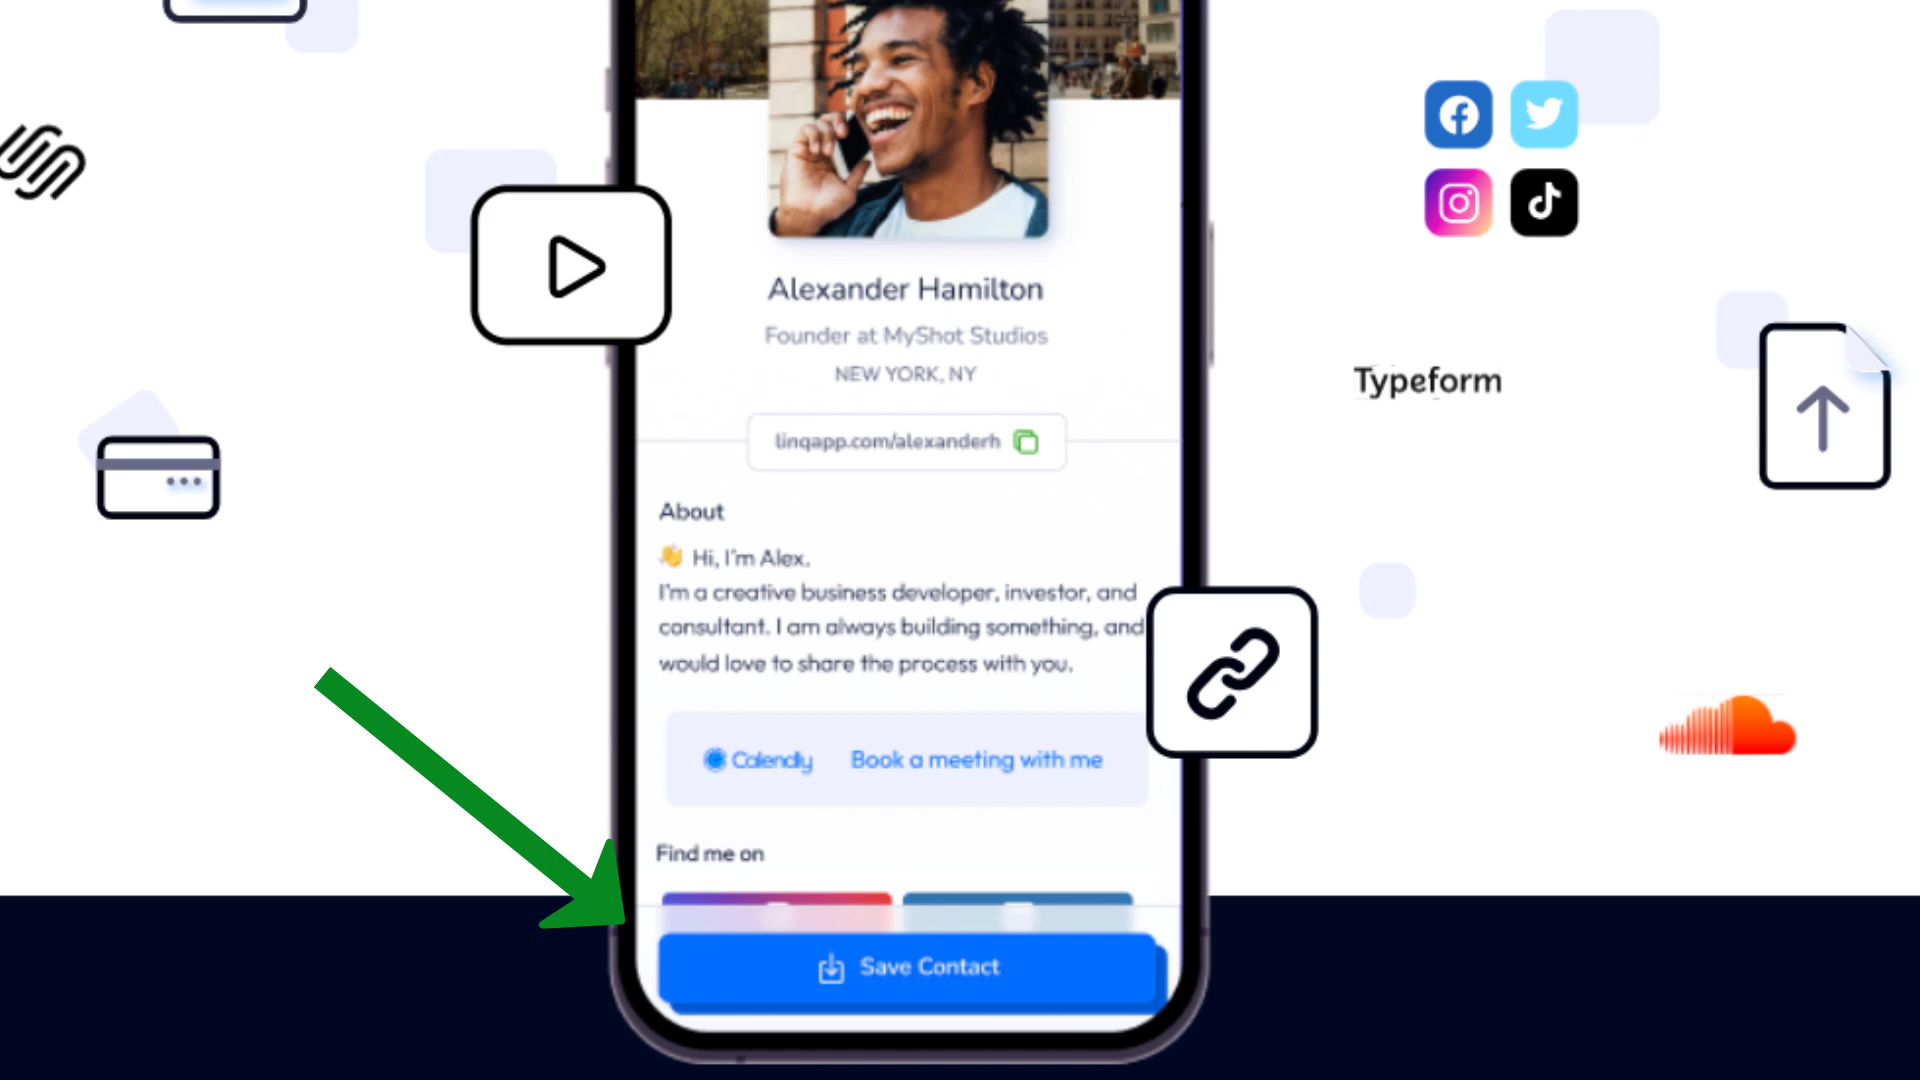 Alexander Hamilton
Founder at MyShot Studios
NEW YORK, NY
linqapp.com/alexanderh
About
👋 Hi, I'm Alex.
I'm a creative business developer, investor, and
consultant. I am always building something, and
would love to share the process with you.
Calendly Book a meeting with me
Find me on
Save Contact
Typeform